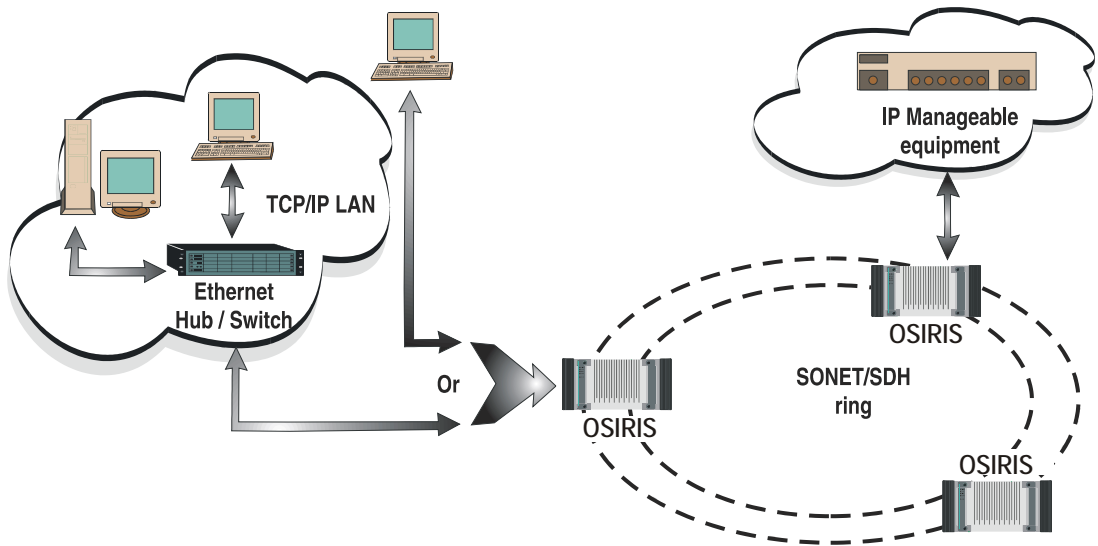 TCP/IP LAN
Ethernet
Hub / Switch
Or
IP Manageable
equipment
OSIRIS
SONET/SDH
ring
OSIRIS
OSIRIS